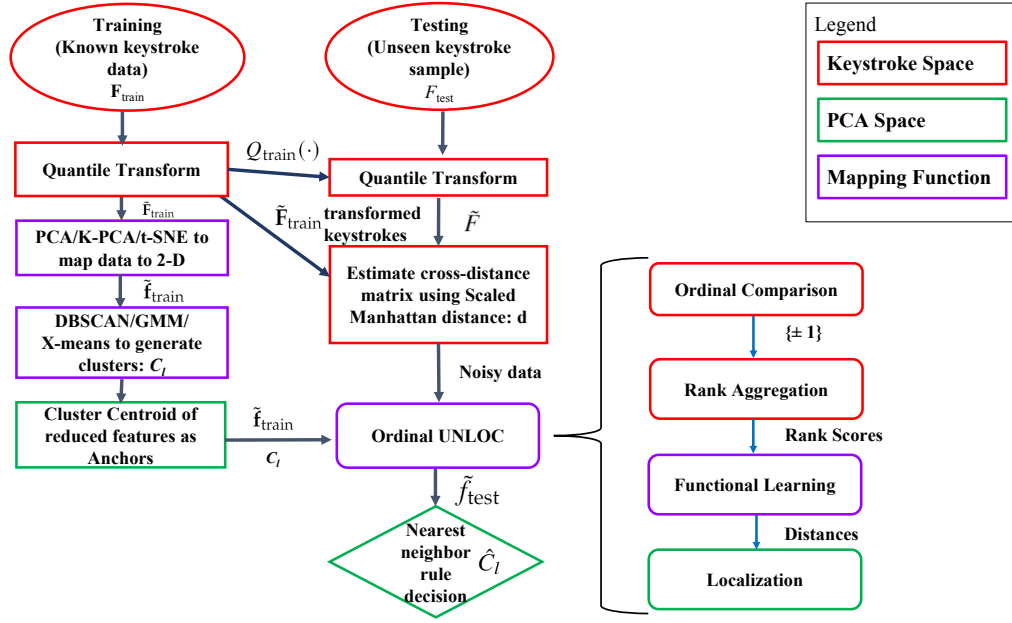 Training
(Known keystroke
data)
F_train
Testing
(Unseen keystroke
sample)
F_test
Legend
Keystroke Space
PCA Space
Mapping Function
Quantile Transform
Q_train(·)
Quantile Transform
F̃_train
F̃_train transformed
keystrokes
F̃
PCA/K-PCA/t-SNE to
map data to 2-D
f̃_train
DBSCAN/GMM/
X-means to generate
clusters: C_l
Cluster Centroid of
reduced features as
Anchors
f̃_train
C_l
Estimate cross-distance
matrix using Scaled
Manhattan distance: d
Noisy data
Ordinal UNLOC
f̃_test
Nearest
neighbor
rule
decision
Ĉ_l
Ordinal Comparison
{± 1}
Rank Aggregation
Rank Scores
Functional Learning
Distances
Localization